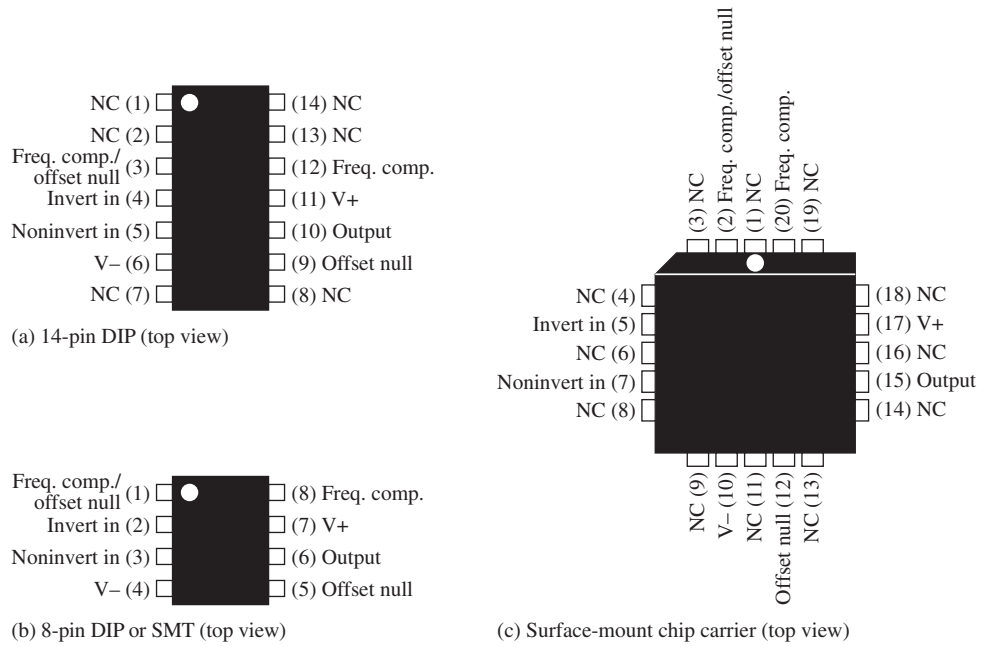 NC (1)
NC (2)
Freq. comp./
offset null (3)
Invert in (4)
Noninvert in (5)
V– (6)
NC (7)
(14) NC
(13) NC
(12) Freq. comp.
(11) V+
(10) Output
(9) Offset null
(8) NC
(a) 14-pin DIP (top view)
Freq. comp./
offset null (1)
Invert in (2)
Noninvert in (3)
V– (4)
(8) Freq. comp.
(7) V+
(6) Output
(5) Offset null
(b) 8-pin DIP or SMT (top view)
(3) NC
(2) Freq. comp./offset null
(1) NC
(20) Freq. comp.
(19) NC
NC (4)
Invert in (5)
NC (6)
Noninvert in (7)
NC (8)
(18) NC
(17) V+
(16) NC
(15) Output
(14) NC
NC (9)
V– (10)
NC (11)
Offset null (12)
NC (13)
(c) Surface-mount chip carrier (top view)